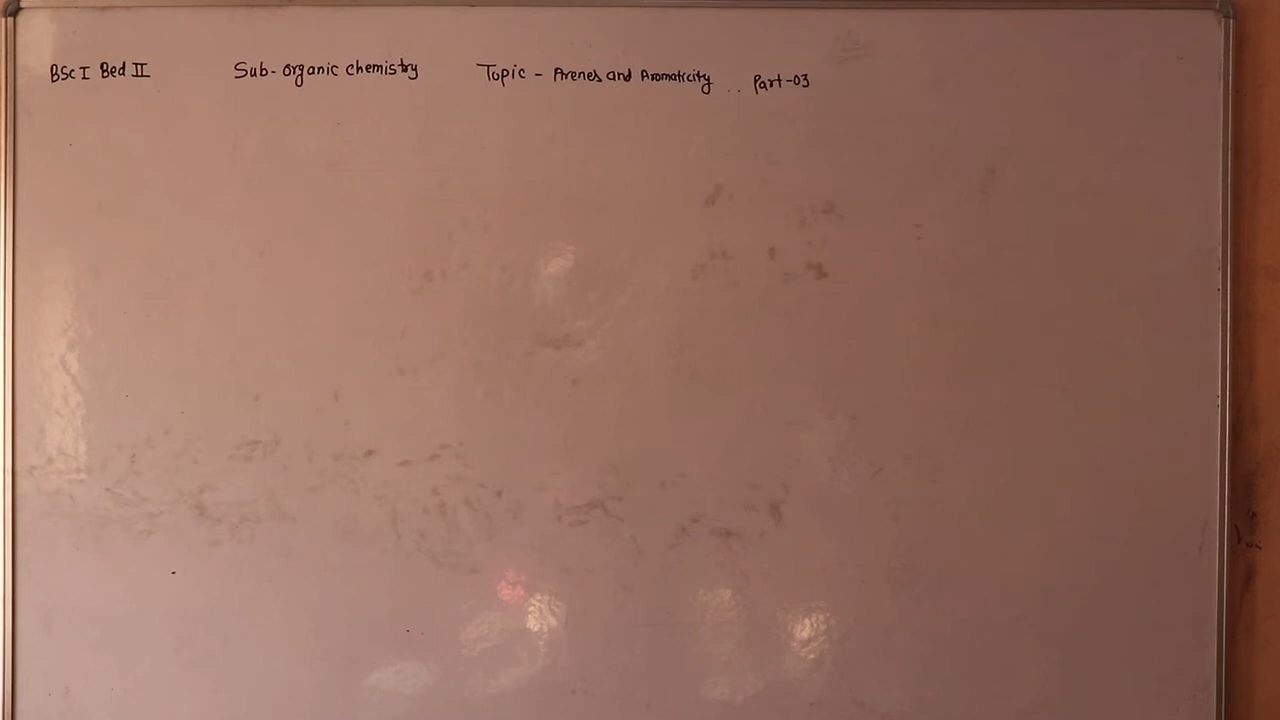 BSc I Bed II Sub- organic chemistry Topic - Arenes and Aromaticity .. Part-03